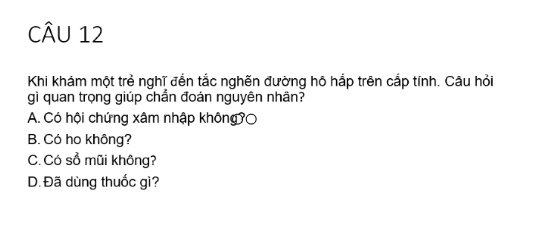 CÂU 12
Khi khám một trẻ nghĩ đến tắc nghẽn đường hô hấp trên cấp tính. Câu hỏi
gì quan trọng giúp chẩn đoán nguyên nhân?
A. Có hội chứng xâm nhập không?
B. Có ho không?
C. Có sổ mũi không?
D. Đã dùng thuốc gì?